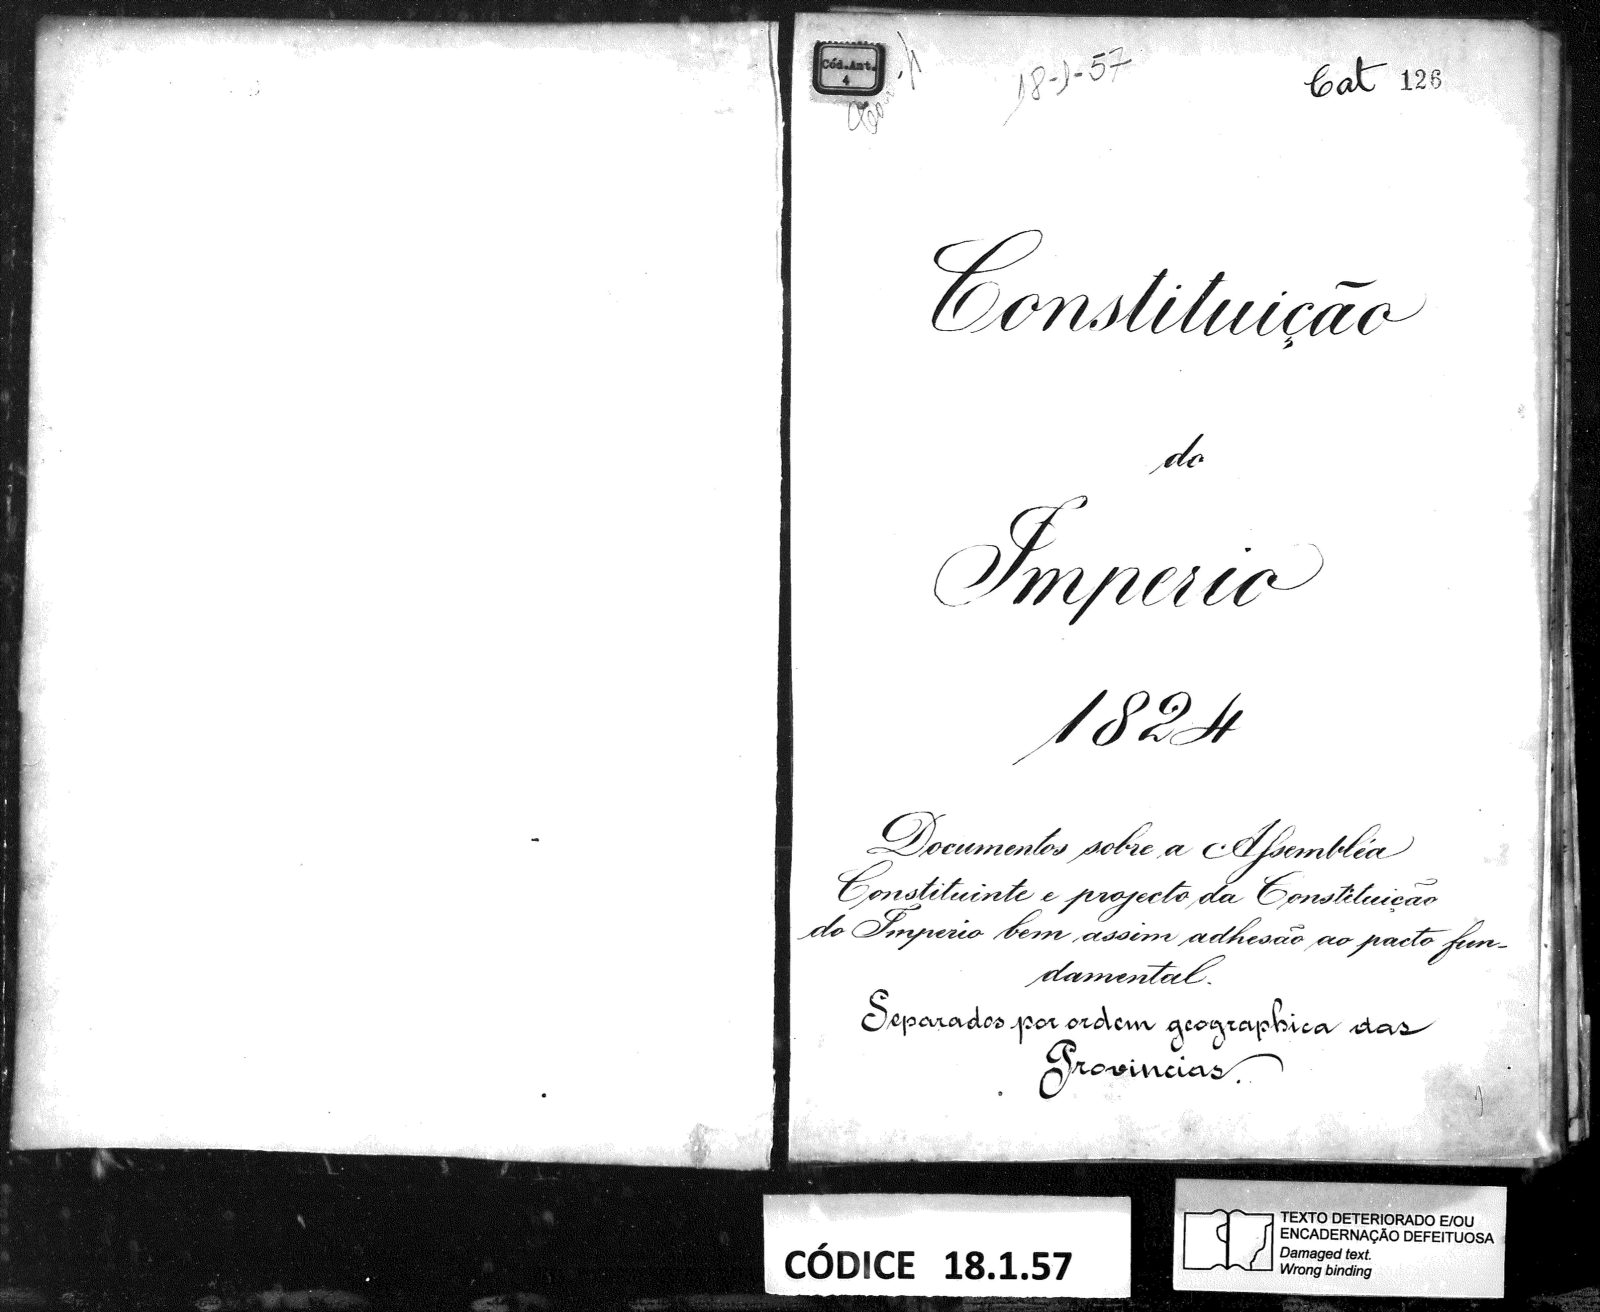 Cód.Ant.
4
18-1-57
Cat 126
Constituição
do
Imperio
1824
Documentos sobre a Assembléa
Constituinte e projecto da Constituição
do Imperio bem assim adhesão ao pacto fun-
damental.
Separados por ordem geographica das
Provincias.
CÓDICE 18.1.57
TEXTO DETERIORADO E/OU
ENCADERNAÇÃO DEFEITUOSA
Damaged text.
Wrong binding